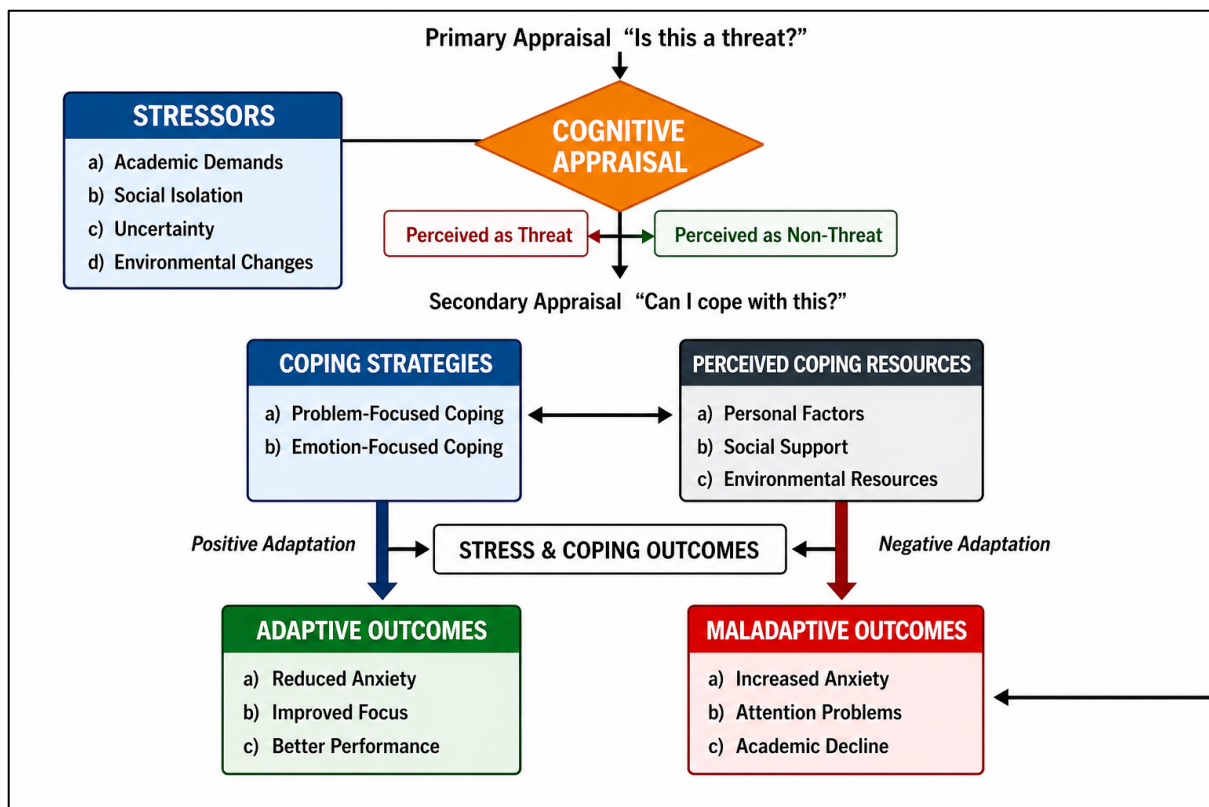 Primary Appraisal “Is this a threat?”
STRESSORS
a) Academic Demands
b) Social Isolation
c) Uncertainty
d) Environmental Changes
COGNITIVE
APPRAISAL
Perceived as Threat
Perceived as Non-Threat
Secondary Appraisal “Can I cope with this?”
COPING STRATEGIES
a) Problem-Focused Coping
b) Emotion-Focused Coping
PERCEIVED COPING RESOURCES
a) Personal Factors
b) Social Support
c) Environmental Resources
Positive Adaptation
STRESS & COPING OUTCOMES
Negative Adaptation
ADAPTIVE OUTCOMES
a) Reduced Anxiety
b) Improved Focus
c) Better Performance
MALADAPTIVE OUTCOMES
a) Increased Anxiety
b) Attention Problems
c) Academic Decline